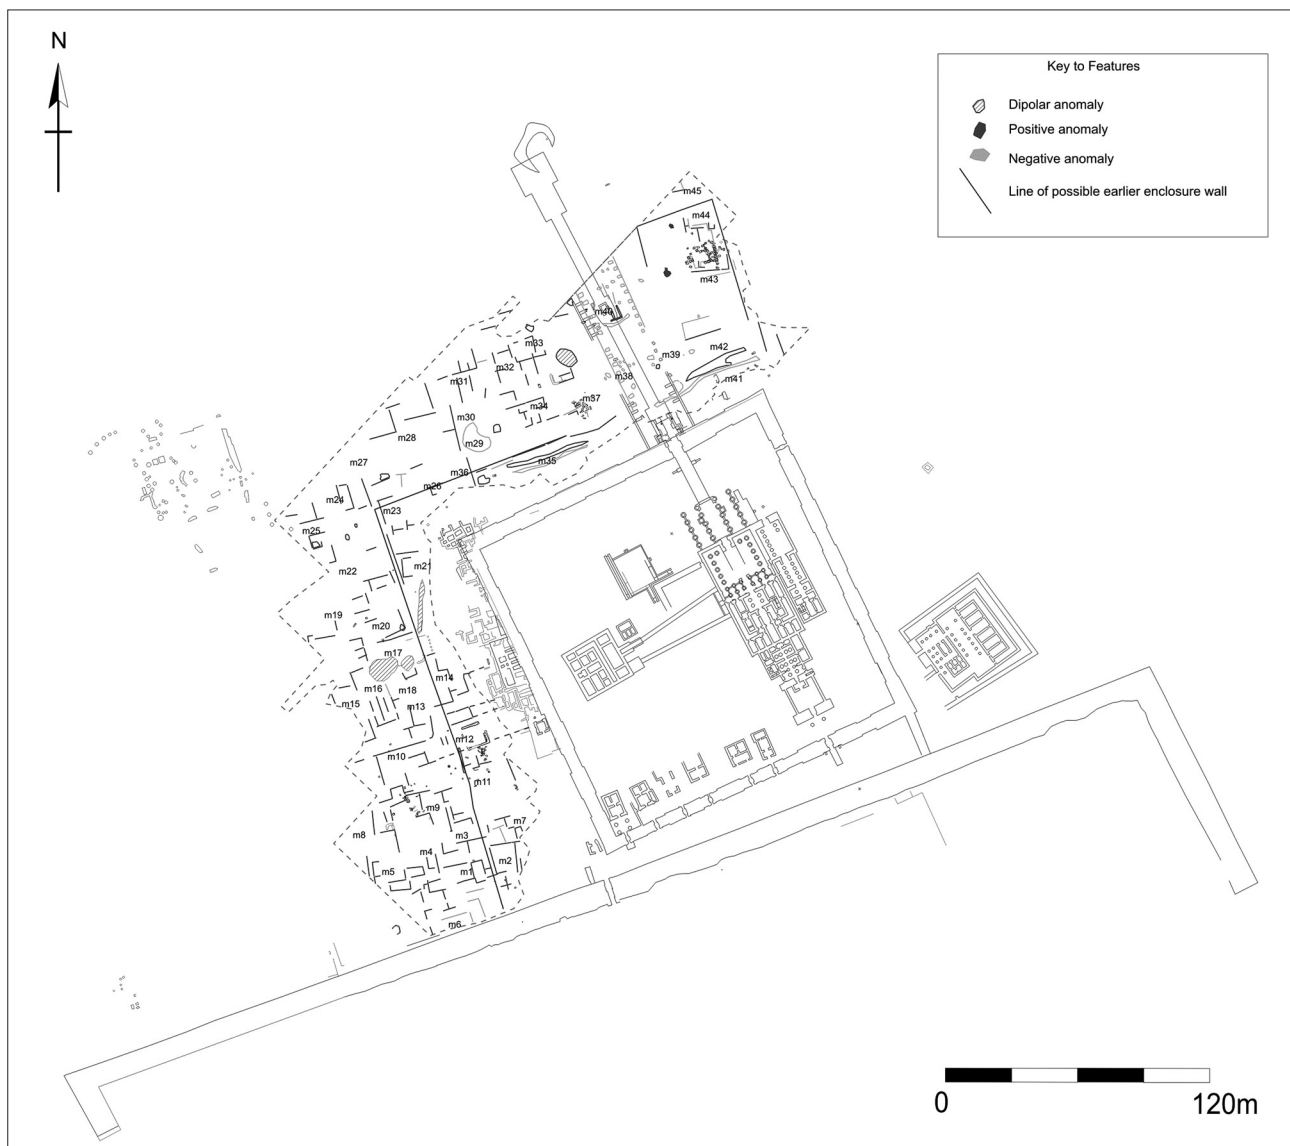 N
Key to Features
Dipolar anomaly
Positive anomaly
Negative anomaly
Line of possible earlier enclosure wall
m45
m44
m43
m40
m33
m42
m39
m32
m38
m41
m31
m37
m34
m30
m28
m29
m35
m27
m36
m26
m24
m23
m25
m21
m22
m19
m20
m17
m14
m16
m18
m15
m13
m12
m10
m11
m9
m7
m8
m3
m4
m2
m5
m1
m6
0
120m